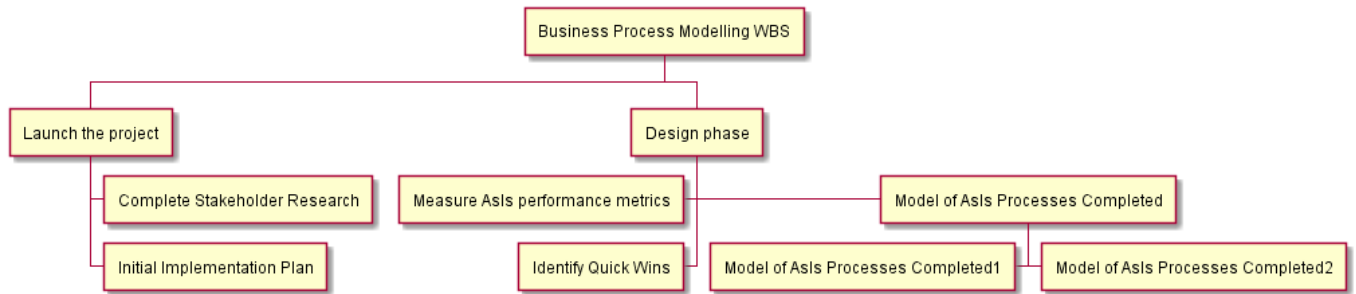 Business Process Modelling WBS
Launch the project
Design phase
Complete Stakeholder Research
Measure AsIs performance metrics
Model of AsIs Processes Completed
Initial Implementation Plan
Identify Quick Wins
Model of AsIs Processes Completed1
Model of AsIs Processes Completed2